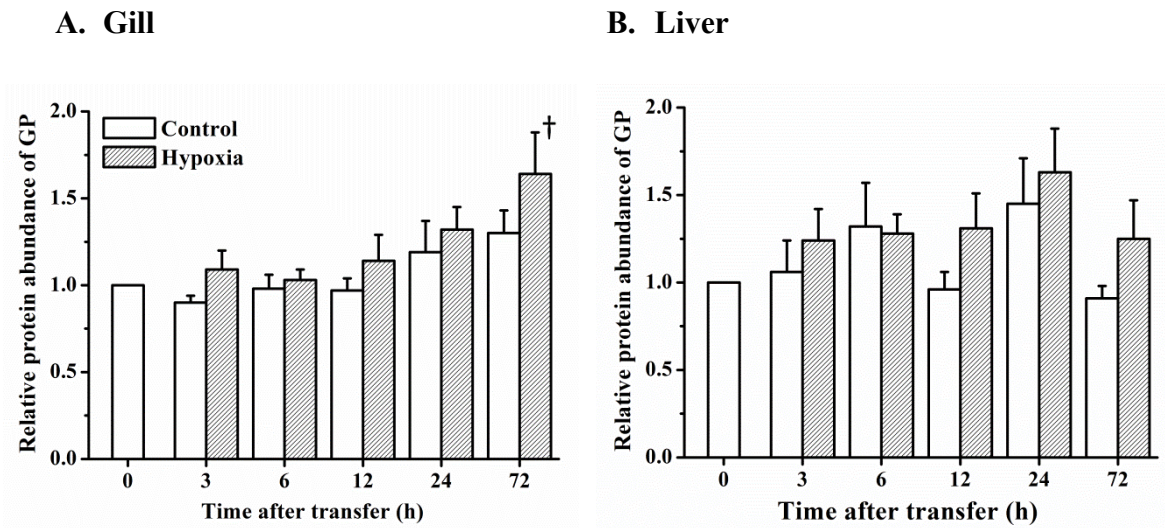 A. Gill
Relative protein abundance of GP
2.0
1.5
1.0
0.5
0.0
Control
Hypoxia
†
0 3 6 12 24 72
Time after transfer (h)
B. Liver
Relative protein abundance of GP
2.0
1.5
1.0
0.5
0.0
0 3 6 12 24 72
Time after transfer (h)